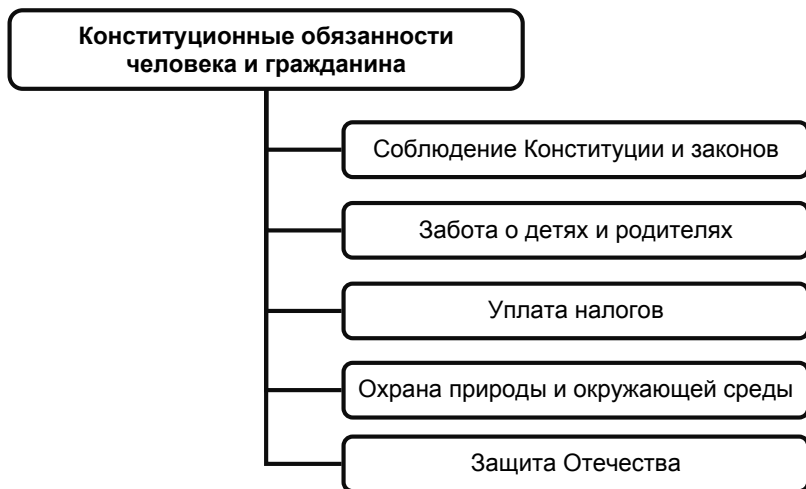 Конституционные обязанности
человека и гражданина
Соблюдение Конституции и законов
Забота о детях и родителях
Уплата налогов
Охрана природы и окружающей среды
Защита Отечества